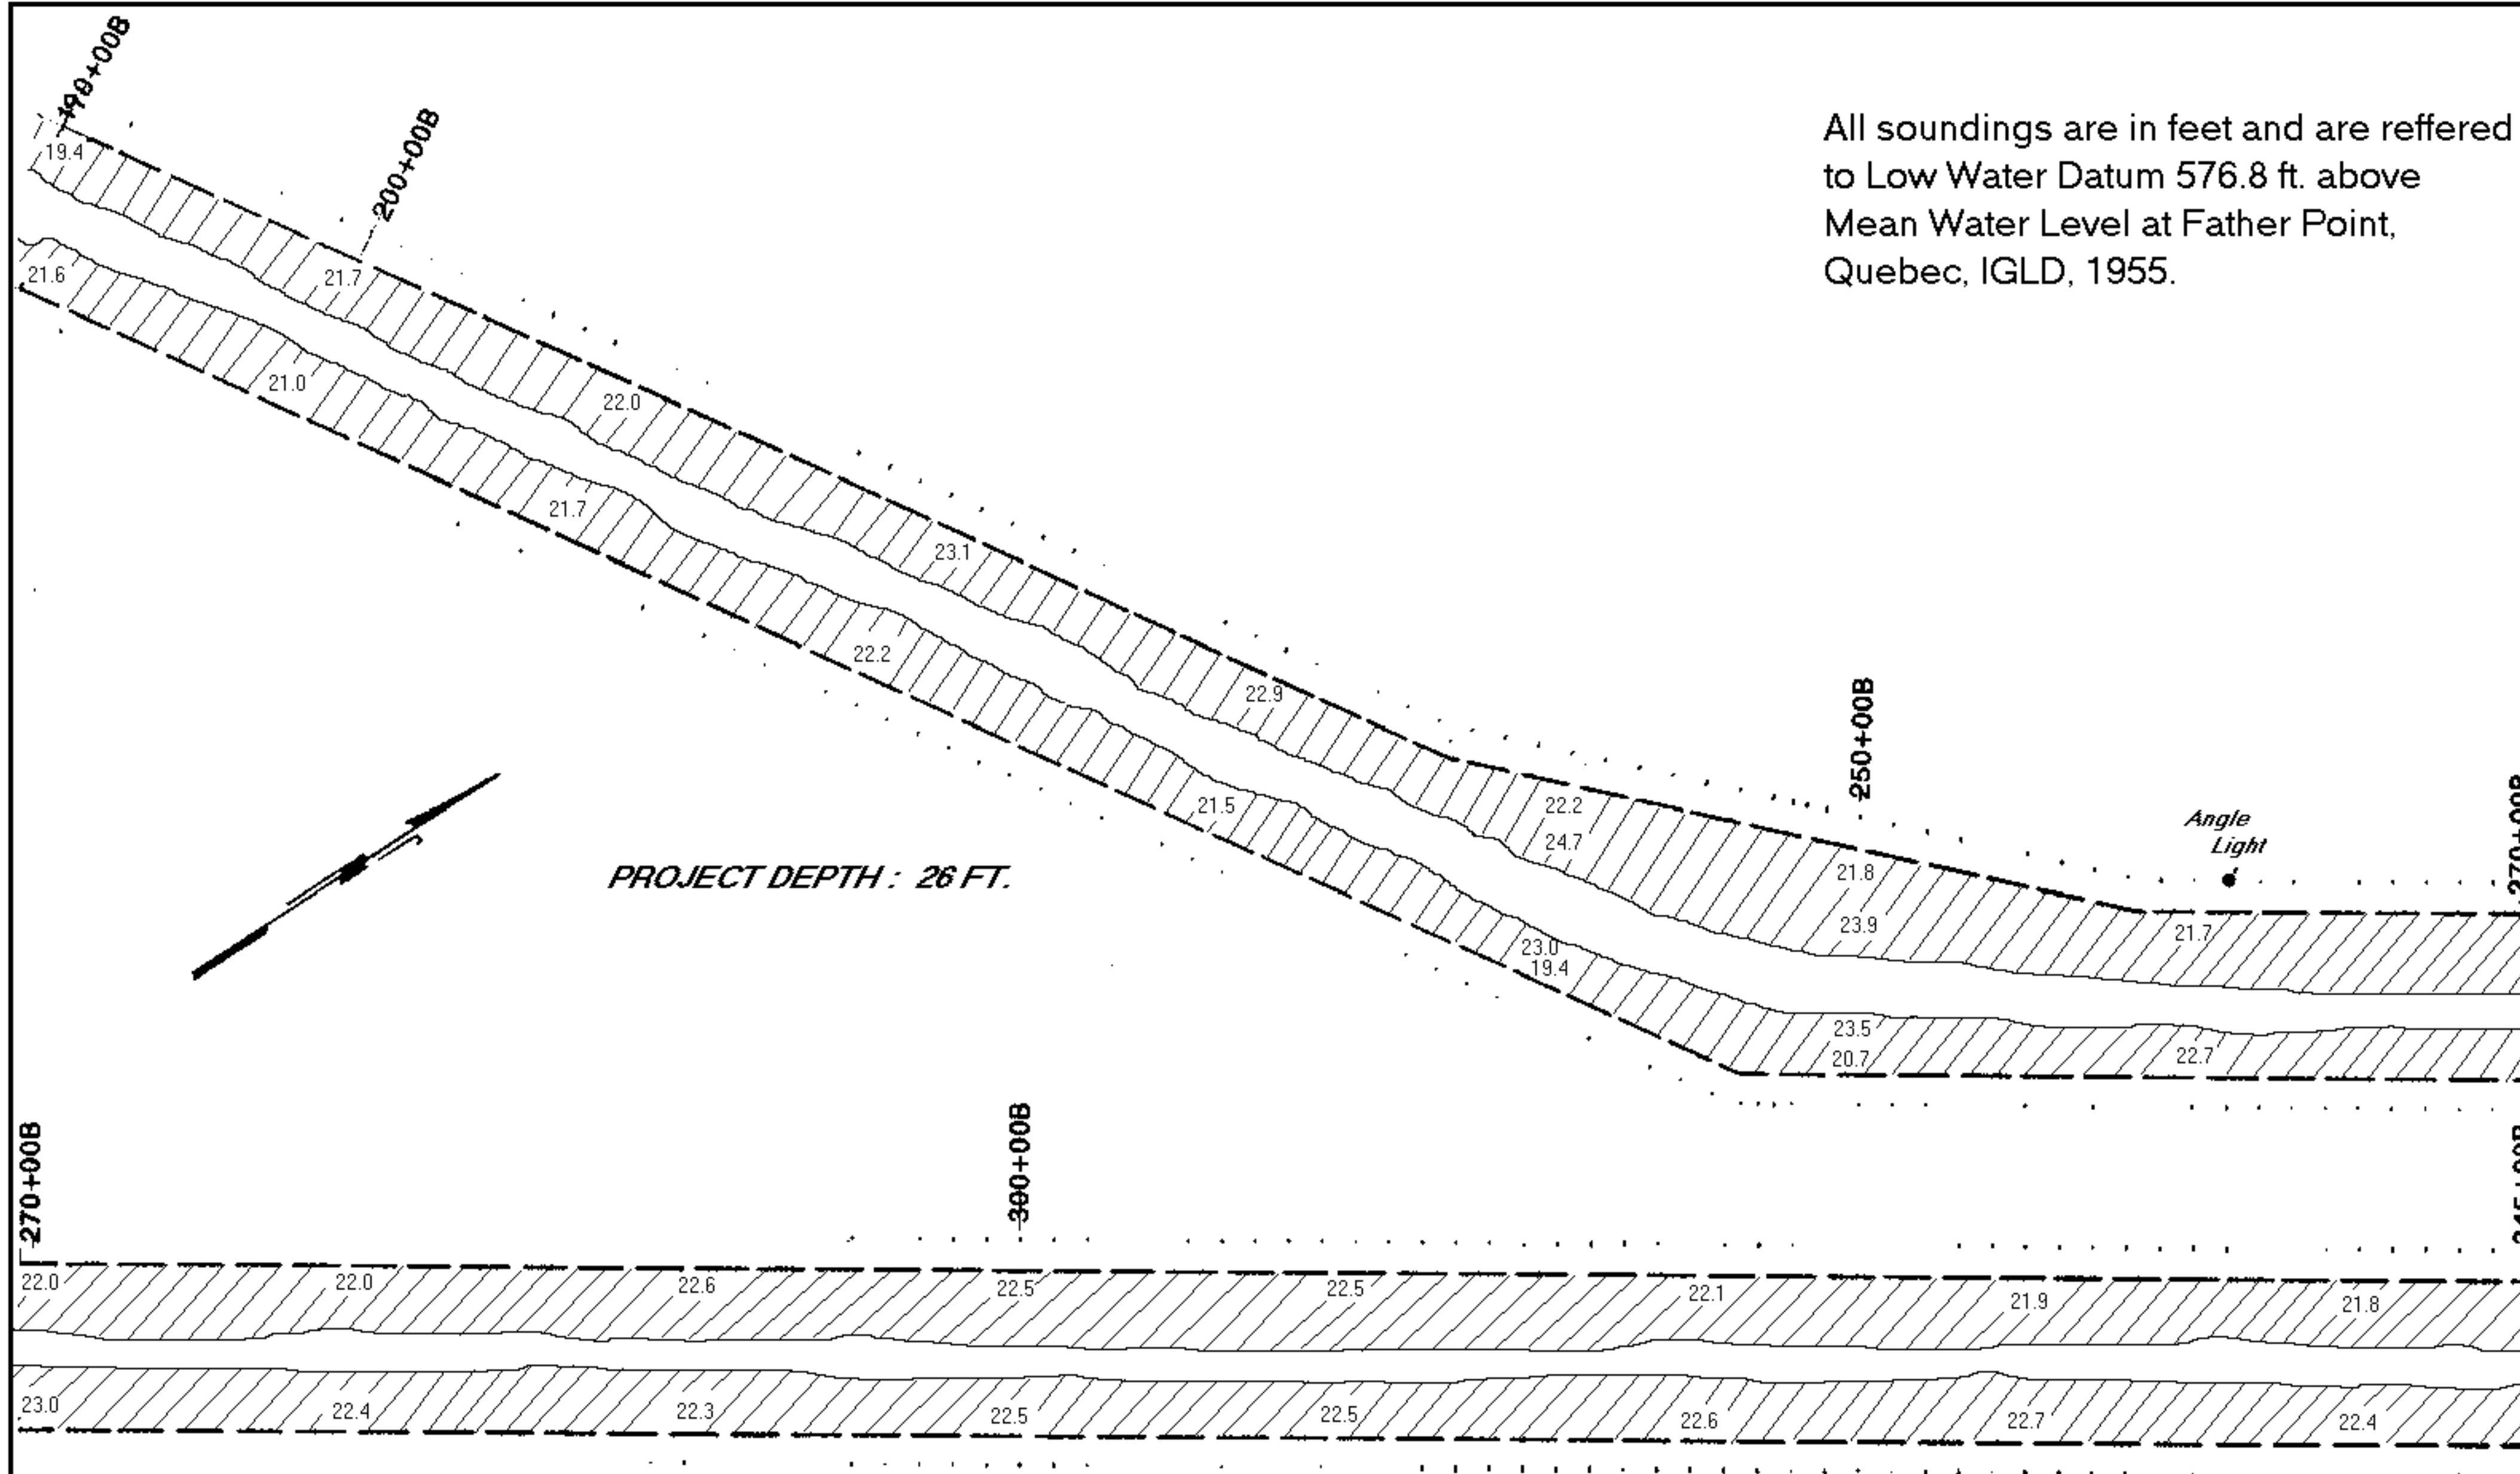 198+00B
200+00B
All soundings are in feet and are reffered
to Low Water Datum 576.8 ft. above
Mean Water Level at Father Point,
Quebec, IGLD, 1955.
19.4
21.6
21.7
21.0
22.0
21.7
23.1
22.2
22.9
21.5
250+00B
270+00B
Angle
Light
22.2
24.7
21.8
23.9
21.7
23.0
19.4
23.5
20.7
22.7
PROJECT DEPTH : 26 FT.
270+00B
300+00B
22.0
22.0
22.6
22.5
22.5
22.1
21.9
21.8
23.0
22.4
22.3
22.5
22.5
22.6
22.7
22.4